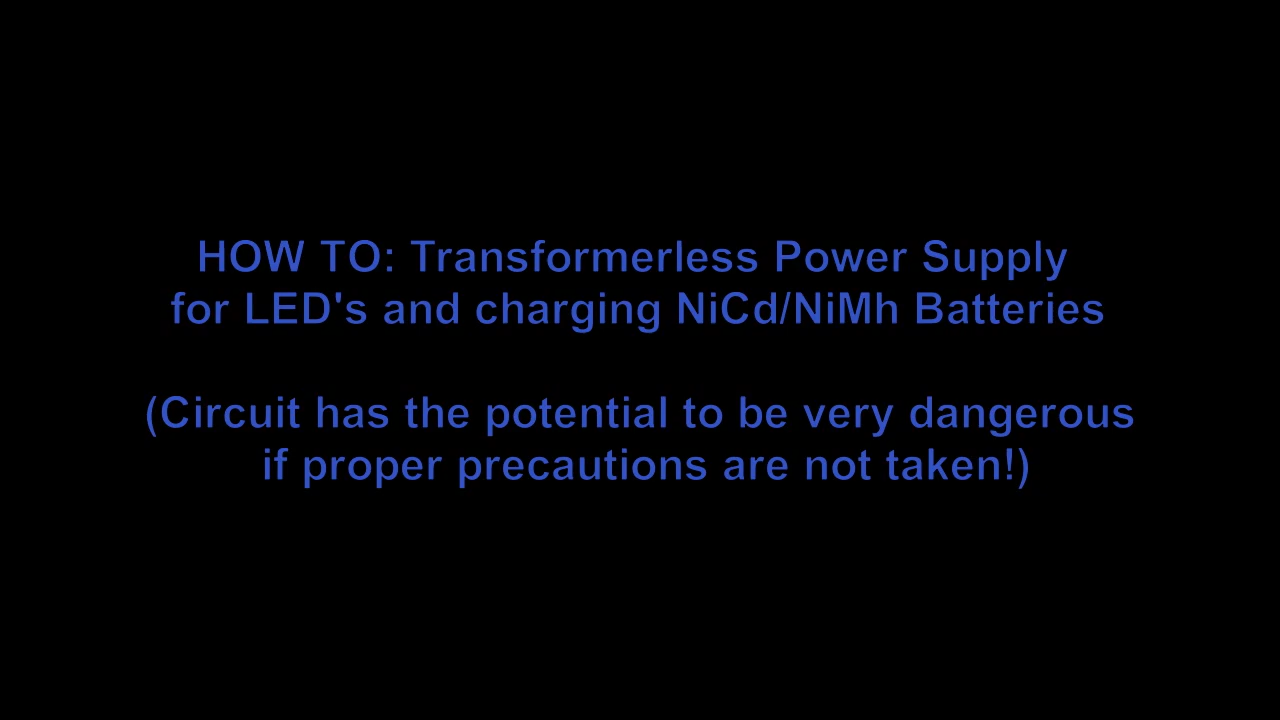 HOW TO: Transformerless Power Supply
for LED's and charging NiCd/NiMh Batteries
(Circuit has the potential to be very dangerous
if proper precautions are not taken!)